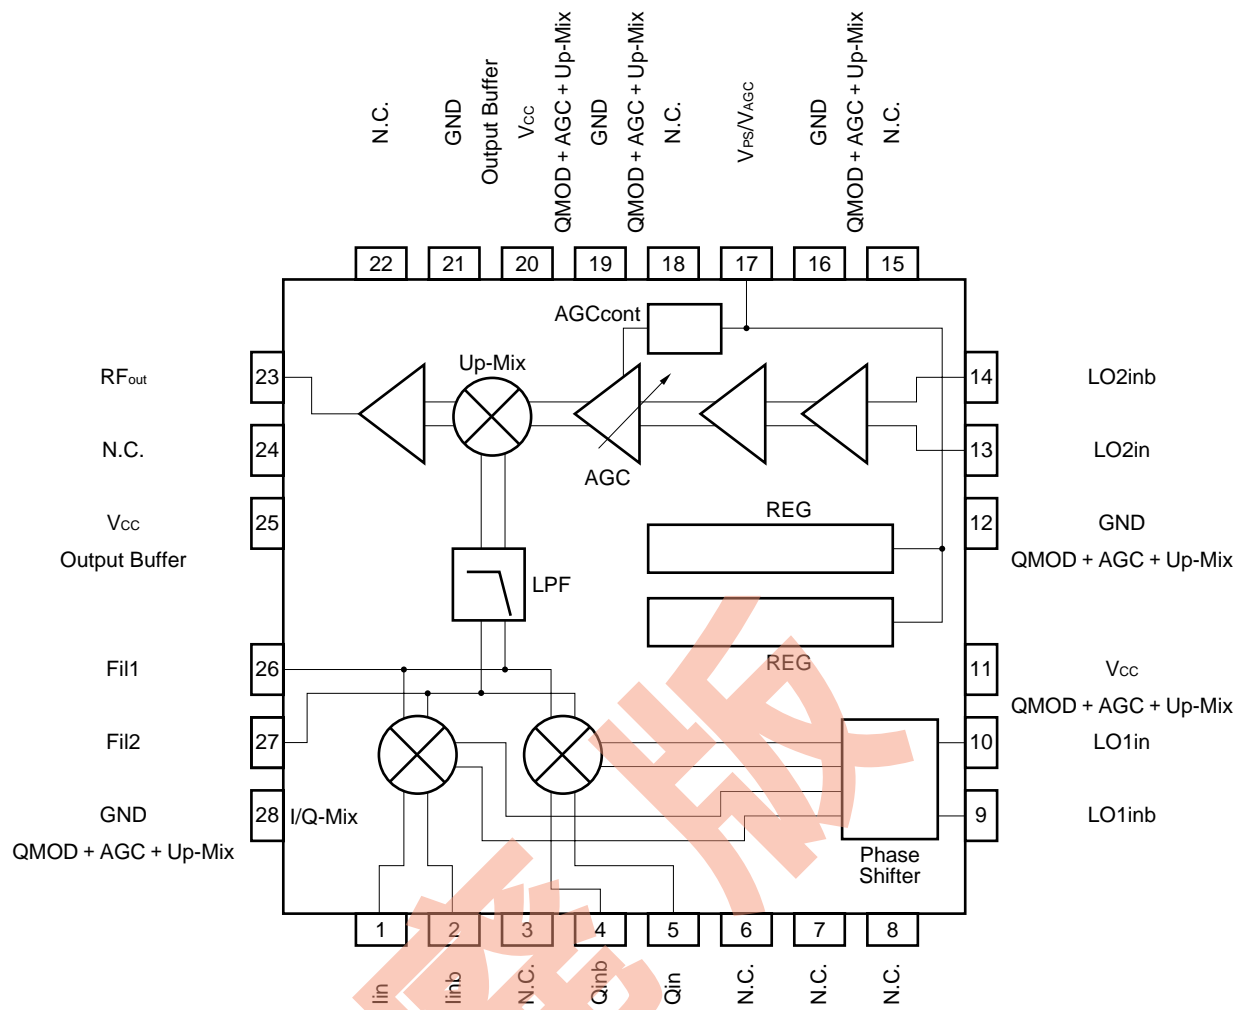 N.C.
GND
Output Buffer
VCC
QMOD + AGC + Up-Mix
GND
QMOD + AGC + Up-Mix
N.C.
VPS/VAGC
GND
QMOD + AGC + Up-Mix
N.C.
22 21 20 19 18 17 16 15
AGCcont
Up-Mix
RFout 23
14 LO2inb
N.C. 24
13 LO2in
AGC
REG
VCC 25
Output Buffer
12 GND
QMOD + AGC + Up-Mix
LPF
REG
Fil1 26
11 VCC
QMOD + AGC + Up-Mix
Fil2 27
10 LO1in
GND 28
QMOD + AGC + Up-Mix
I/Q-Mix
9 LO1inb
Phase
Shifter
1 2 3 4 5 6 7 8
Iin
Iinb
N.C.
Qinb
Qin
N.C.
N.C.
N.C.
版